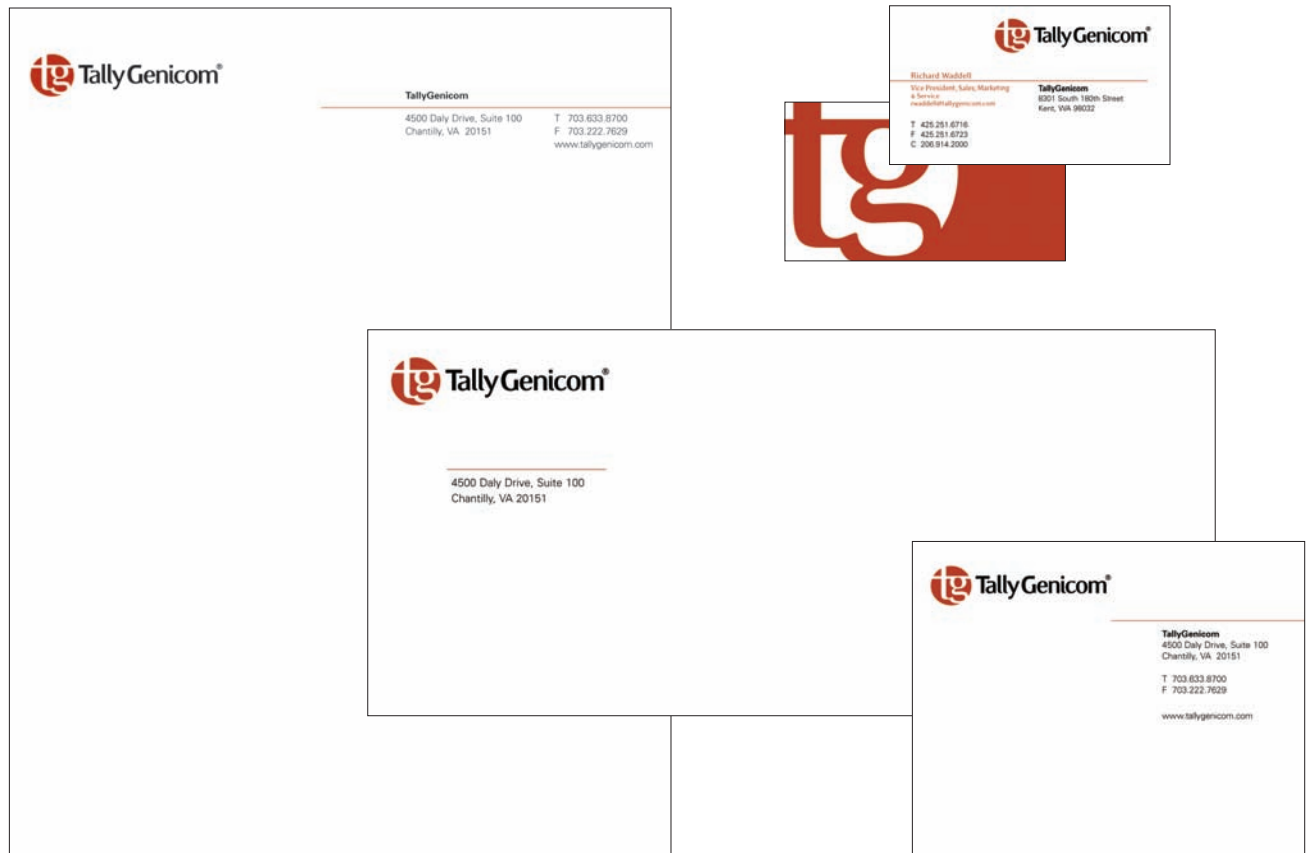 tg TallyGenicom®
TallyGenicom
4500 Daly Drive, Suite 100 T 703.633.8700
Chantilly, VA 20151 F 703.222.7629
www.tallygenicom.com
tg TallyGenicom®
Richard Waddell
Vice President, Sales, Marketing
& Service
rwaddell@tallygenicom.com
TallyGenicom
8301 South 180th Street
Kent, WA 98032
T 425.251.6716
F 425.251.6723
C 206.914.2000
tg
tg TallyGenicom®
4500 Daly Drive, Suite 100
Chantilly, VA 20151
tg TallyGenicom®
TallyGenicom
4500 Daly Drive, Suite 100
Chantilly, VA 20151
T 703.633.8700
F 703.222.7629
www.tallygenicom.com